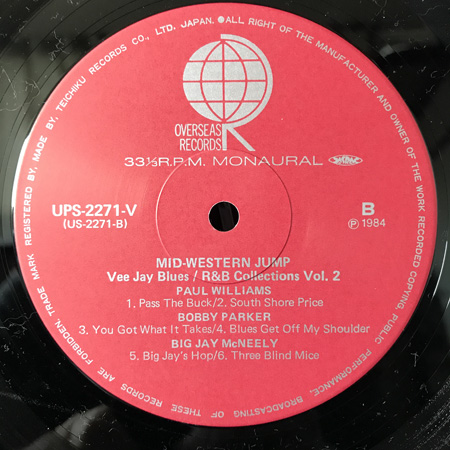 TRADE MARK REGISTERED BY, MADE BY, TEICHIKU RECORDS CO., LTD, JAPAN. ●ALL RIGHT OF THE MANUFACTURER AND OWNER OF THE WORK RECORDED COPYING, PUBLIC PERFORMANCE, BROADCASTING OF THESE RECORDS ARE FORBIDDEN.
OVERSEAS
RECORDS
33⅓R.P.M. MONAURAL
UPS-2271-V
(US-2271-B)
B
Ⓟ 1984
MID-WESTERN JUMP
Vee Jay Blues / R&B Collections Vol. 2
PAUL WILLIAMS
1. Pass The Buck/2. South Shore Price
BOBBY PARKER
3. You Got What It Takes/4. Blues Get Off My Shoulder
BIG JAY McNEELY
5. Big Jay's Hop/6. Three Blind Mice